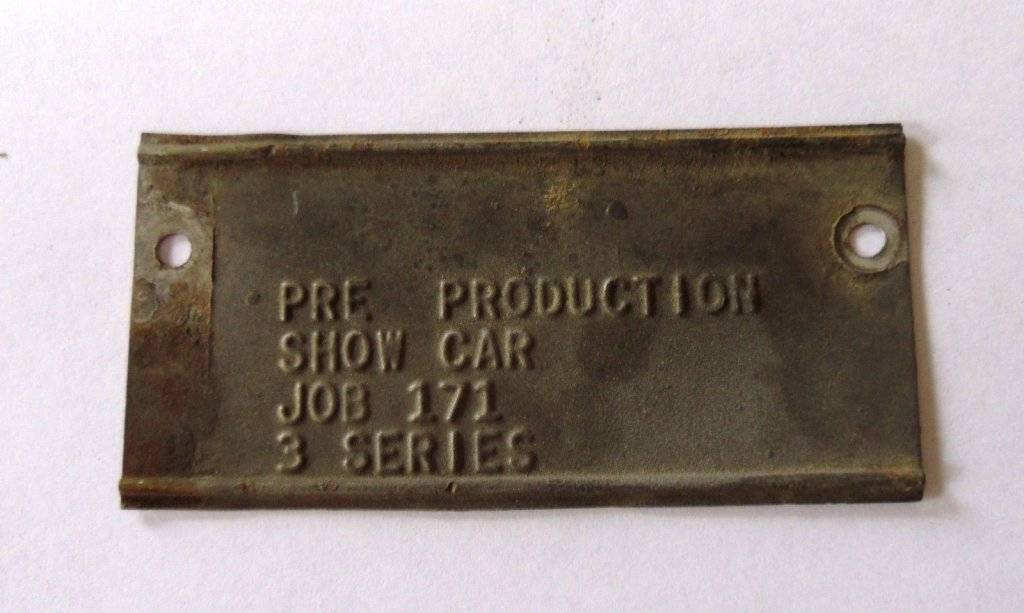 PRE PRODUCTION
SHOW CAR
JOB 171
3 SERIES